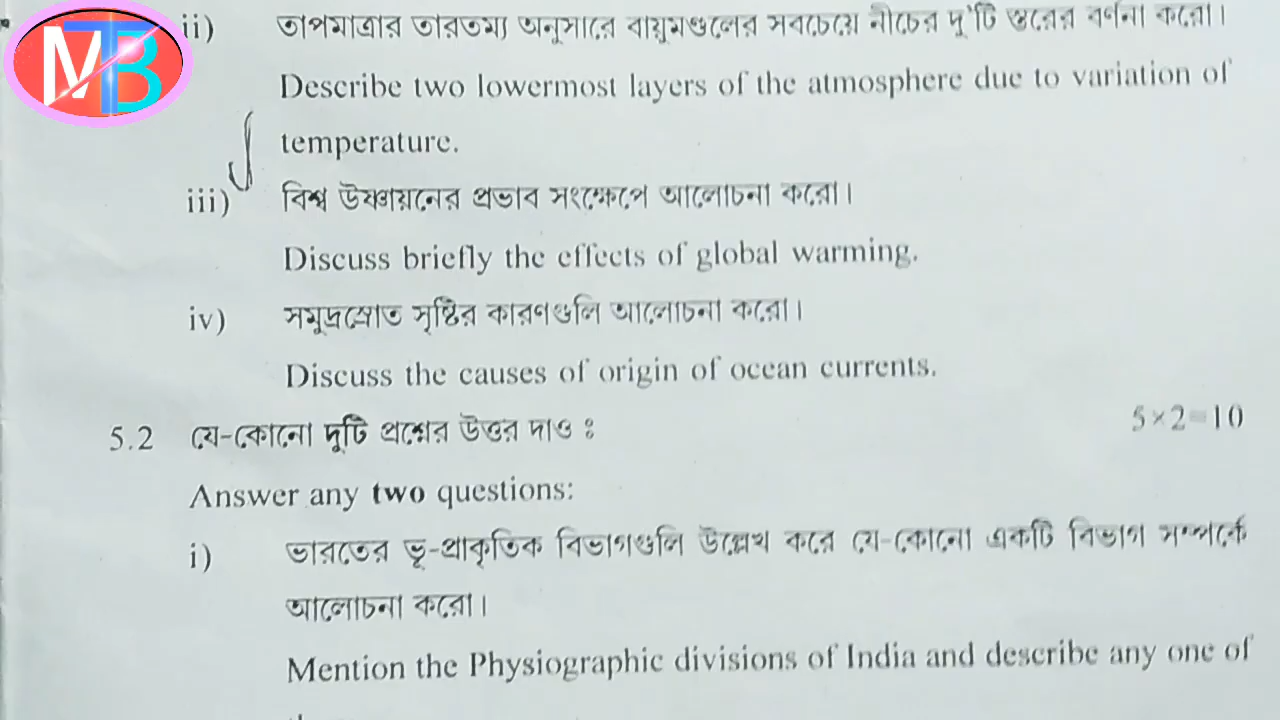 MTB
ii) তাপমাত্রার তারতম্য অনুসারে বায়ুমণ্ডলের সবচেয়ে নীচের দু'টি স্তরের বর্ণনা করো।
Describe two lowermost layers of the atmosphere due to variation of
temperature.
iii) বিশ্ব উষ্ণায়নের প্রভাব সংক্ষেপে আলোচনা করো।
Discuss briefly the effects of global warming.
iv) সমুদ্রস্রোত সৃষ্টির কারণগুলি আলোচনা করো।
Discuss the causes of origin of ocean currents.
5.2 যে-কোনো দুটি প্রশ্নের উত্তর দাও ঃ 5×2=10
Answer any two questions:
i) ভারতের ভূ-প্রাকৃতিক বিভাগগুলি উল্লেখ করে যে-কোনো একটি বিভাগ সম্পর্কে
আলোচনা করো।
Mention the Physiographic divisions of India and describe any one of